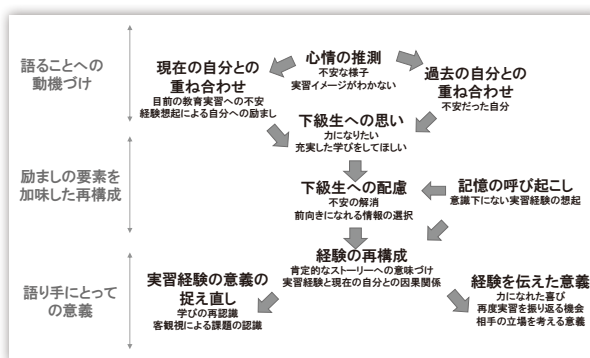 語ることへの
動機づけ
心情の推測
不安な様子
実習イメージがわかない
現在の自分との
重ね合わせ
目前の教育実習への不安
経験想起による自分への励まし
過去の自分との
重ね合わせ
不安だった自分
下級生への思い
力になりたい
充実した学びをしてほしい
励ましの要素を
加味した再構成
下級生への配慮
不安の解消
前向きになれる情報の選択
記憶の呼び起こし
意識下にない実習経験の想起
経験の再構成
肯定的なストーリーへの意味づけ
実習経験と現在の自分との因果関係
語り手にとって
の意義
実習経験の意義の
捉え直し
学びの再認識
客観視による課題の認識
経験を伝えた意義
力になれた喜び
再度実習を振り返る機会
相手の立場を考える意義